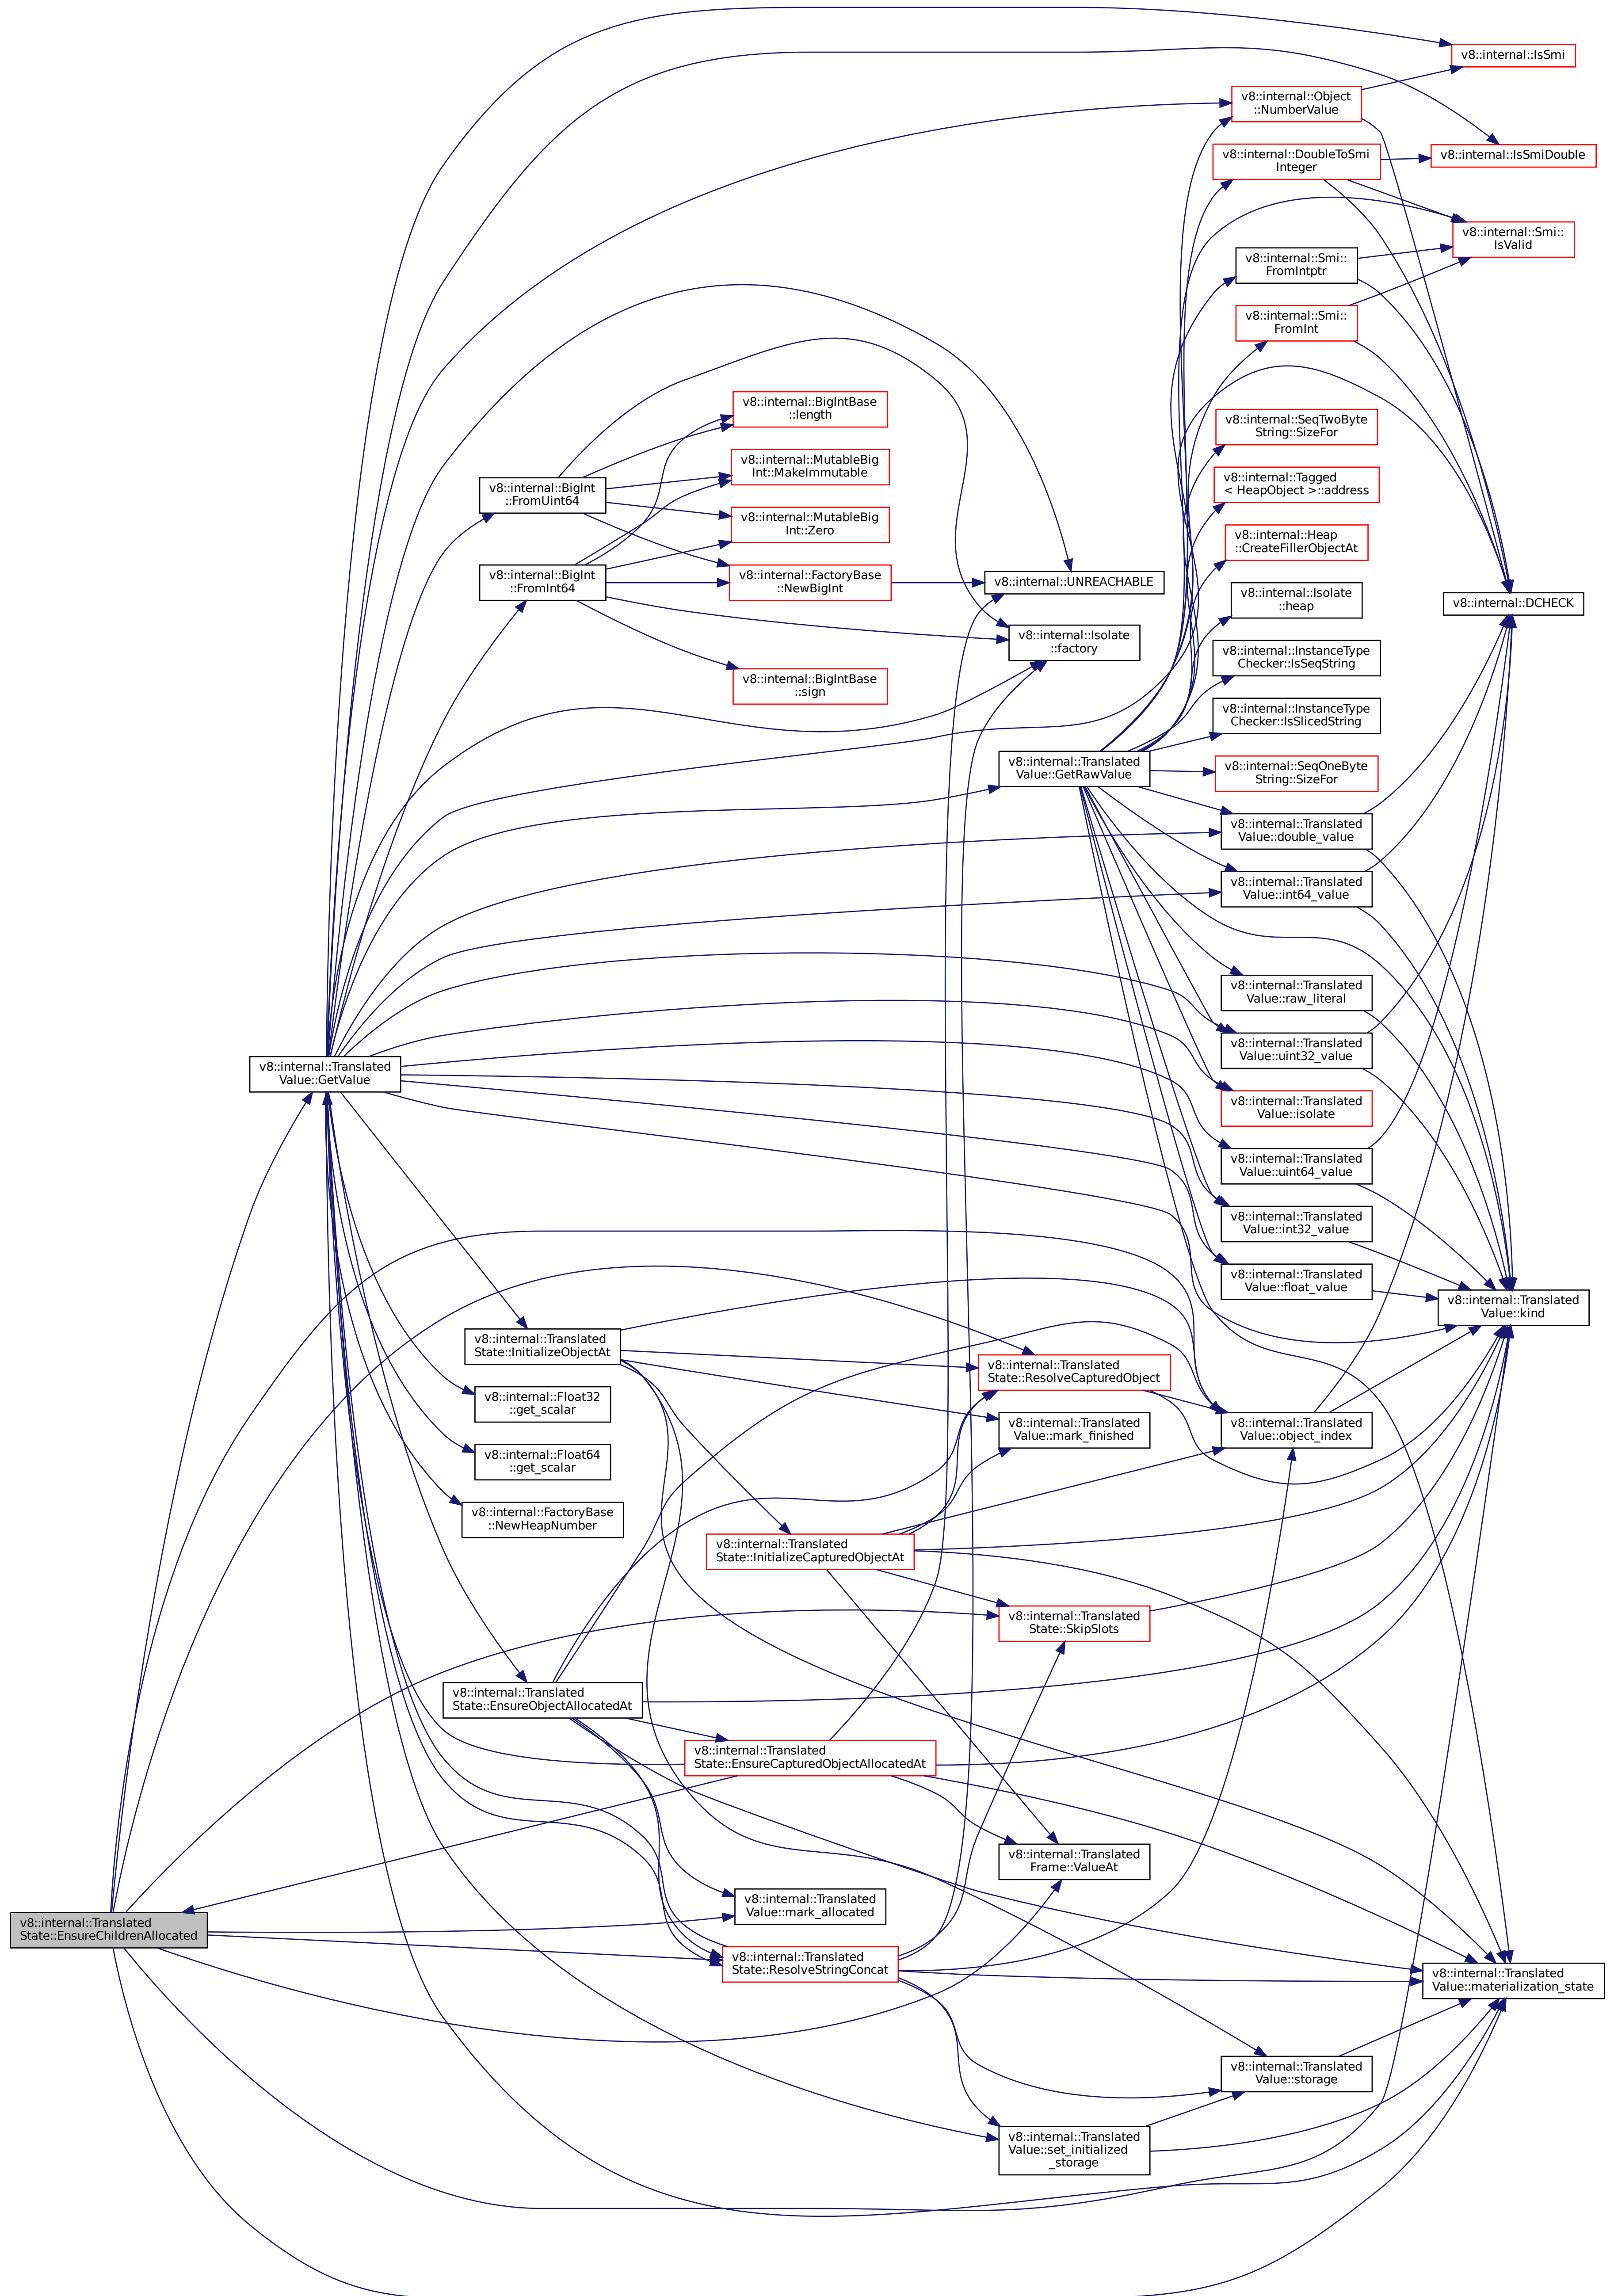 v8::internal::IsSmi
v8::internal::Object
::NumberValue
v8::internal::DoubleToSmi
Integer
v8::internal::IsSmiDouble
v8::internal::Smi::
IsValid
v8::internal::Smi::
FromIntptr
v8::internal::Smi::
FromInt
v8::internal::BigIntBase
::length
v8::internal::SeqTwoByte
String::SizeFor
v8::internal::MutableBig
Int::MakeImmutable
v8::internal::Tagged
< HeapObject >::address
v8::internal::BigInt
::FromUint64
v8::internal::MutableBig
Int::Zero
v8::internal::Heap
::CreateFillerObjectAt
v8::internal::BigInt
::FromInt64
v8::internal::FactoryBase
::NewBigInt
v8::internal::UNREACHABLE
v8::internal::Isolate
::heap
v8::internal::DCHECK
v8::internal::Isolate
::factory
v8::internal::InstanceType
Checker::IsSeqString
v8::internal::BigIntBase
::sign
v8::internal::InstanceType
Checker::IsSlicedString
v8::internal::Translated
Value::GetRawValue
v8::internal::SeqOneByte
String::SizeFor
v8::internal::Translated
Value::double_value
v8::internal::Translated
Value::int64_value
v8::internal::Translated
Value::raw_literal
v8::internal::Translated
Value::uint32_value
v8::internal::Translated
Value::GetValue
v8::internal::Translated
Value::isolate
v8::internal::Translated
Value::uint64_value
v8::internal::Translated
Value::int32_value
v8::internal::Translated
Value::float_value
v8::internal::Translated
Value::kind
v8::internal::Translated
State::InitializeObjectAt
v8::internal::Translated
State::ResolveCapturedObject
v8::internal::Float32
::get_scalar
v8::internal::Translated
Value::mark_finished
v8::internal::Translated
Value::object_index
v8::internal::Float64
::get_scalar
v8::internal::FactoryBase
::NewHeapNumber
v8::internal::Translated
State::InitializeCapturedObjectAt
v8::internal::Translated
State::SkipSlots
v8::internal::Translated
State::EnsureObjectAllocatedAt
v8::internal::Translated
State::EnsureCapturedObjectAllocatedAt
v8::internal::Translated
Frame::ValueAt
v8::internal::Translated
Value::mark_allocated
v8::internal::Translated
State::EnsureChildrenAllocated
v8::internal::Translated
State::ResolveStringConcat
v8::internal::Translated
Value::materialization_state
v8::internal::Translated
Value::storage
v8::internal::Translated
Value::set_initialized
_storage